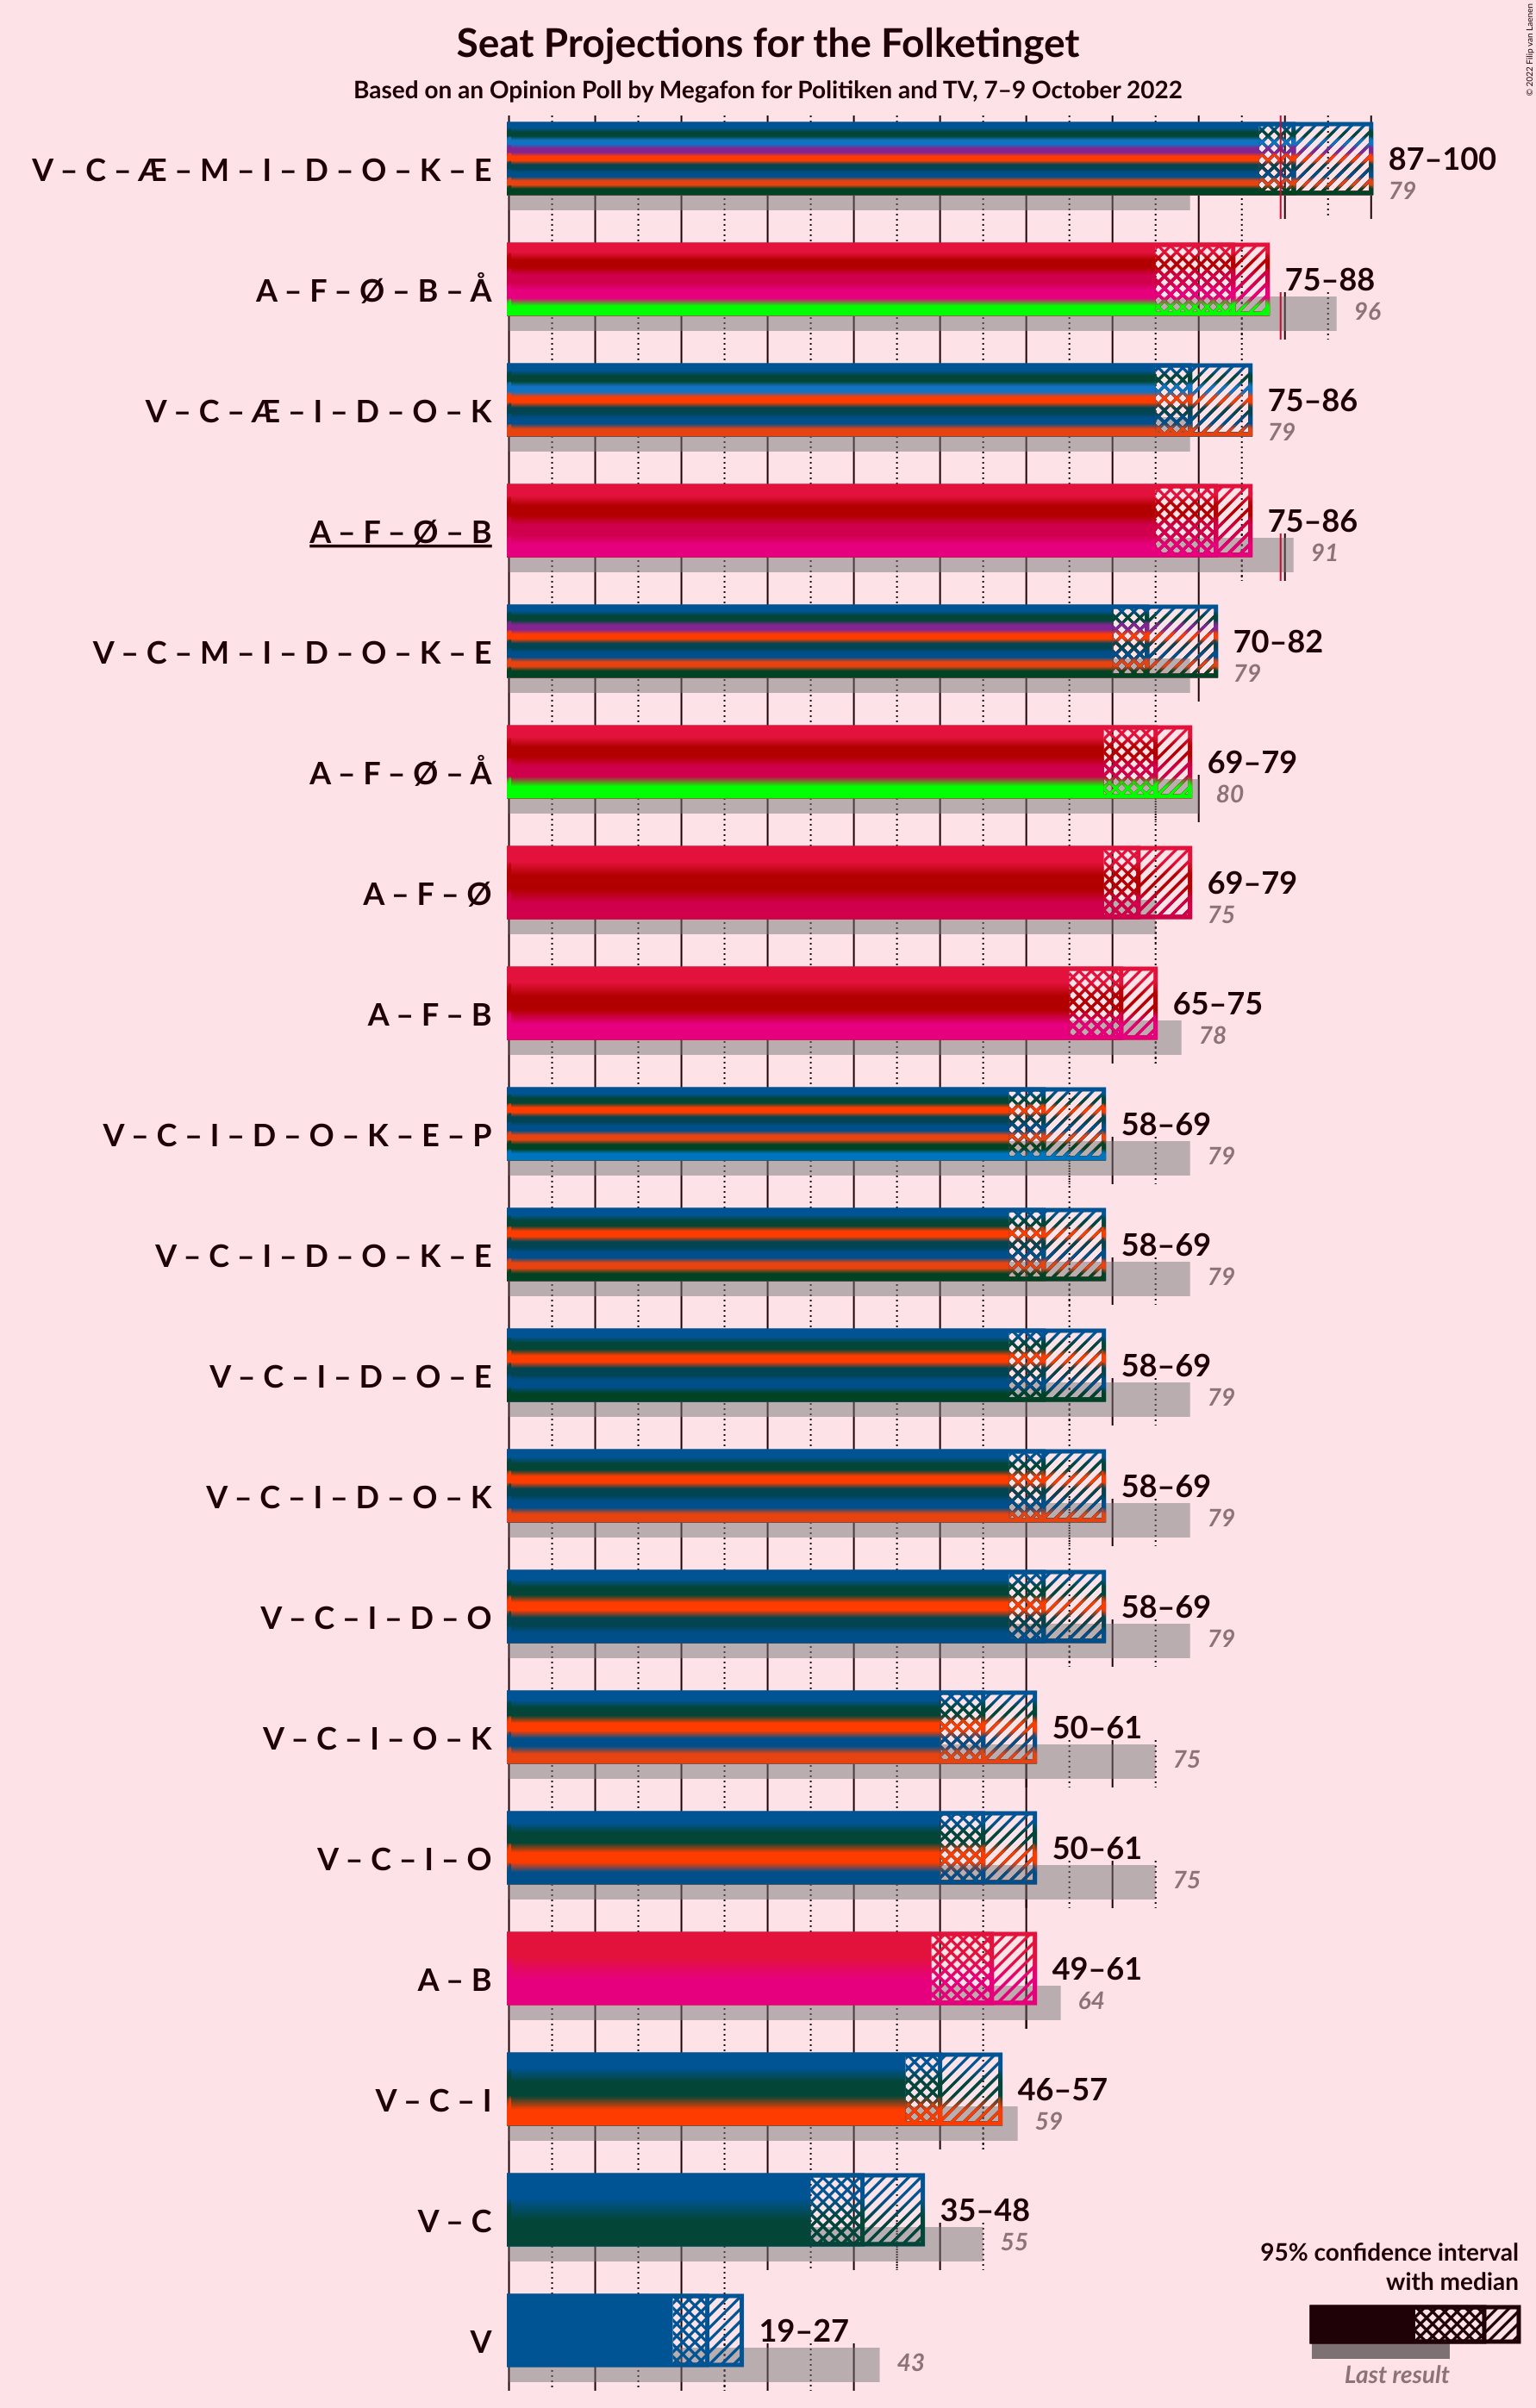 Seat Projections for the Folketinget
Based on an Opinion Poll by Megafon for Politiken and TV, 7–9 October 2022
© 2022 Filip van Laenen
V – C – Æ – M – I – D – O – K – E
87–100
79
A – F – Ø – B – Å
75–88
96
V – C – Æ – I – D – O – K
75–86
79
A – F – Ø – B
75–86
91
V – C – M – I – D – O – K – E
70–82
79
A – F – Ø – Å
69–79
80
A – F – Ø
69–79
75
A – F – B
65–75
78
V – C – I – D – O – K – E – P
58–69
79
V – C – I – D – O – K – E
58–69
79
V – C – I – D – O – E
58–69
79
V – C – I – D – O – K
58–69
79
V – C – I – D – O
58–69
79
V – C – I – O – K
50–61
75
V – C – I – O
50–61
75
A – B
49–61
64
V – C – I
46–57
59
V – C
35–48
55
V
19–27
43
95% confidence interval
with median
Last result